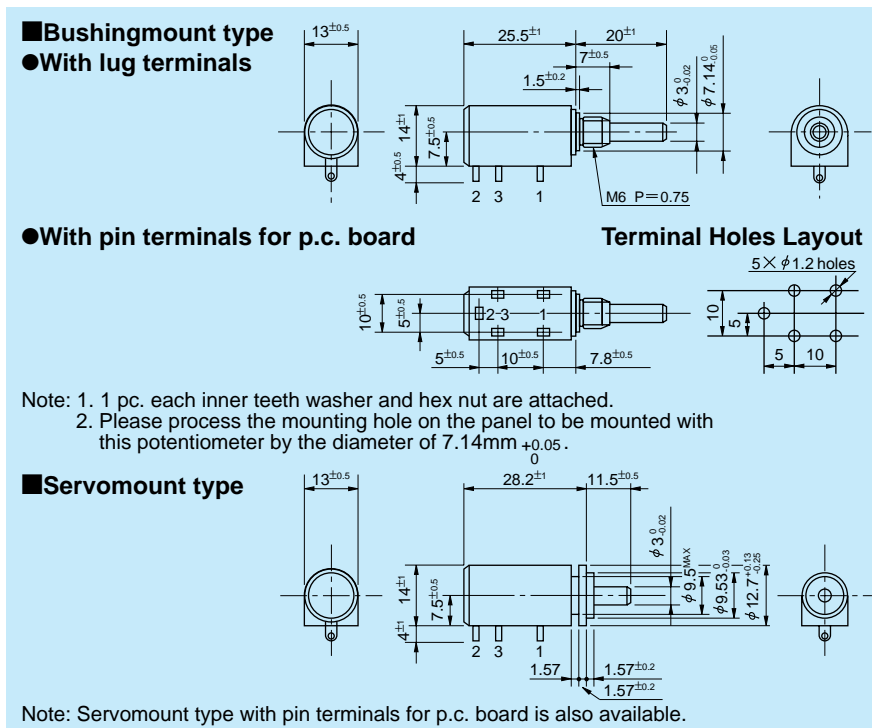 ■Bushingmount type
●With lug terminals
13±0.5
25.5±1
20±1
7±0.5
1.5±0.2
φ3 0 -0.02
φ7.14 0 -0.05
14±1
7.5±0.5
4±0.5
2 3 1
M6 P=0.75
●With pin terminals for p.c. board
Terminal Holes Layout
5×φ1.2 holes
10±0.5
5±0.5
2 3 1
5±0.5
10±0.5
7.8±0.5
10
5
5
10
Note: 1. 1 pc. each inner teeth washer and hex nut are attached.
2. Please process the mounting hole on the panel to be mounted with
this potentiometer by the diameter of 7.14mm +0.05 0.
■Servomount type
13±0.5
28.2±1
11.5±0.5
φ3 0 -0.02
φ9.5MAX
φ9.53 0 -0.03
φ12.7 +0.13 -0.25
14±1
7.5±0.5
4±1
2 3 1
1.57
1.57±0.2
1.57±0.2
Note: Servomount type with pin terminals for p.c. board is also available.